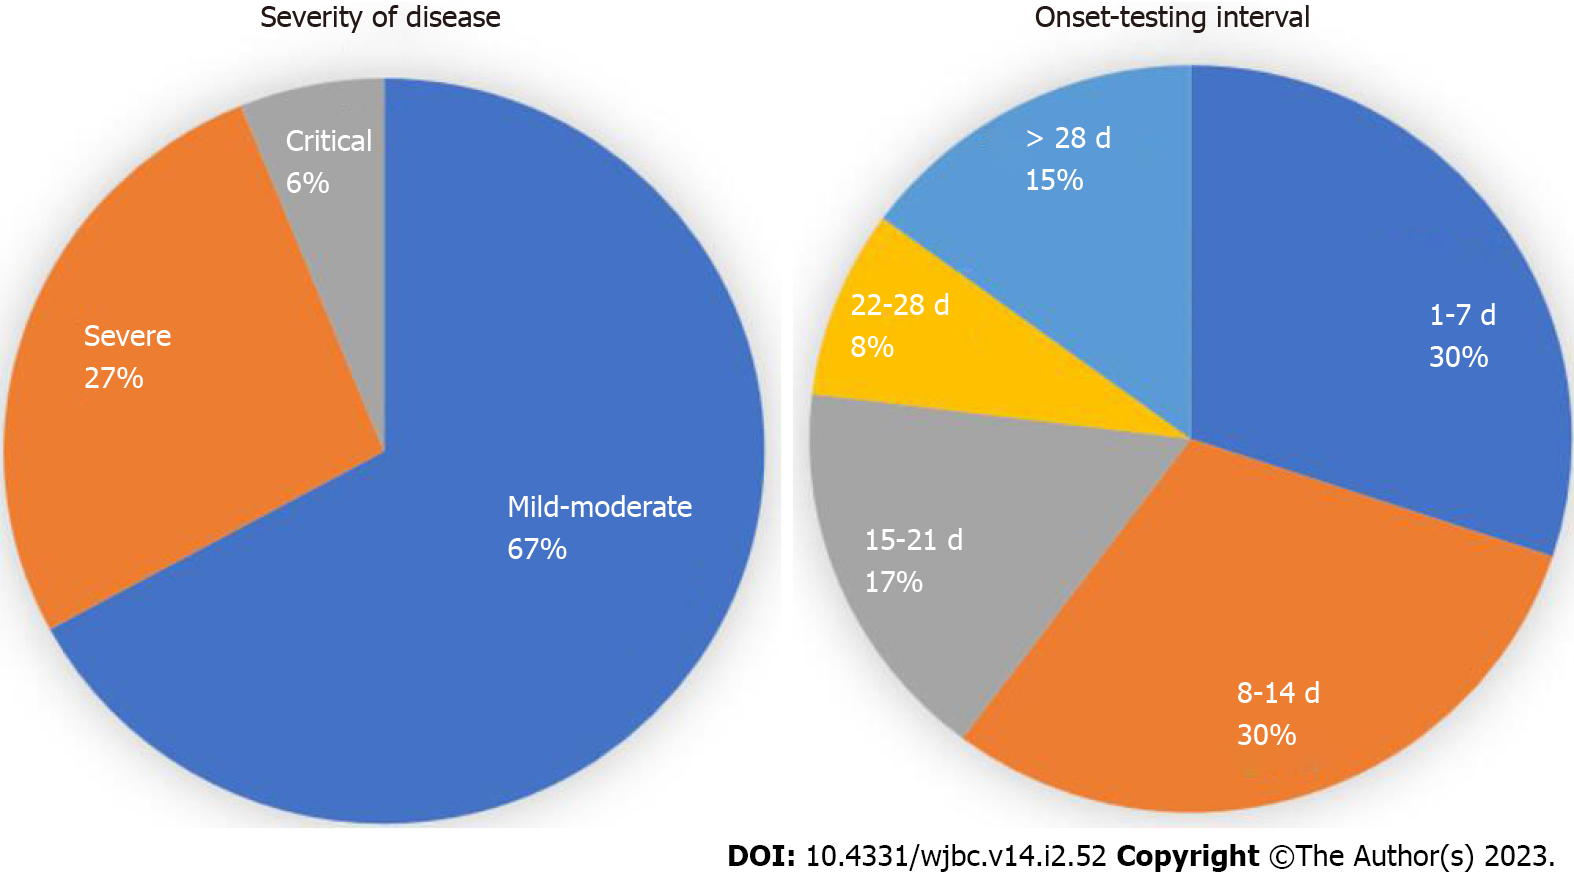 Severity of disease
Critical
6%
Severe
27%
Mild-moderate
67%
Onset-testing interval
> 28 d
15%
22-28 d
8%
1-7 d
30%
15-21 d
17%
8-14 d
30%
DOI: 10.4331/wjbc.v14.i2.52 Copyright ©The Author(s) 2023.